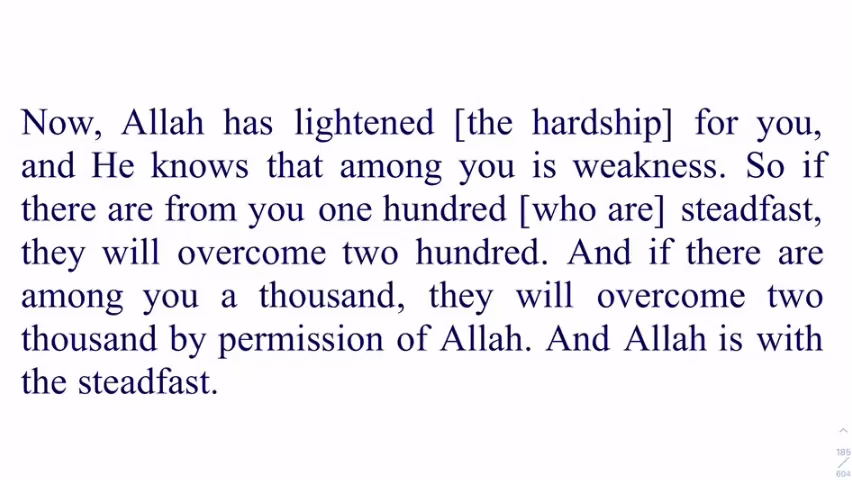 Now, Allah has lightened [the hardship] for you,
and He knows that among you is weakness. So if
there are from you one hundred [who are] steadfast,
they will overcome two hundred. And if there are
among you a thousand, they will overcome two
thousand by permission of Allah. And Allah is with
the steadfast.
185
/
604